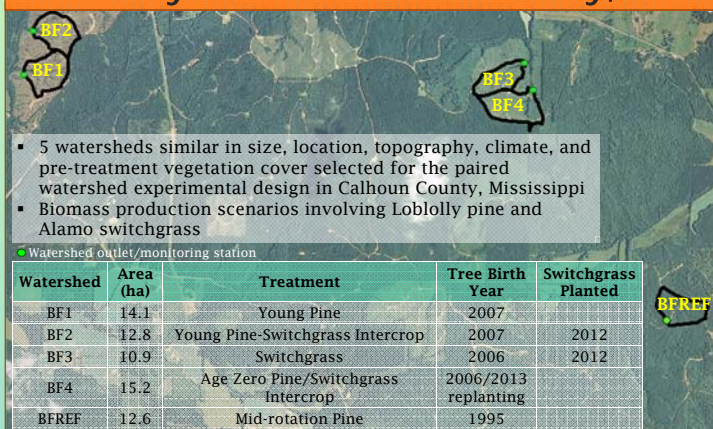 BF2
BF1
BF3
BF4
▪ 5 watersheds similar in size, location, topography, climate, and
pre-treatment vegetation cover selected for the paired
watershed experimental design in Calhoun County, Mississippi
▪ Biomass production scenarios involving Loblolly pine and
Alamo switchgrass
Watershed outlet/monitoring station
BFREF
Watershed Area (ha) Treatment Tree Birth Year Switchgrass Planted
BF1 14.1 Young Pine 2007
BF2 12.8 Young Pine-Switchgrass Intercrop 2007 2012
BF3 10.9 Switchgrass 2006 2012
BF4 15.2 Age Zero Pine/Switchgrass Intercrop 2006/2013 replanting
BFREF 12.6 Mid-rotation Pine 1995